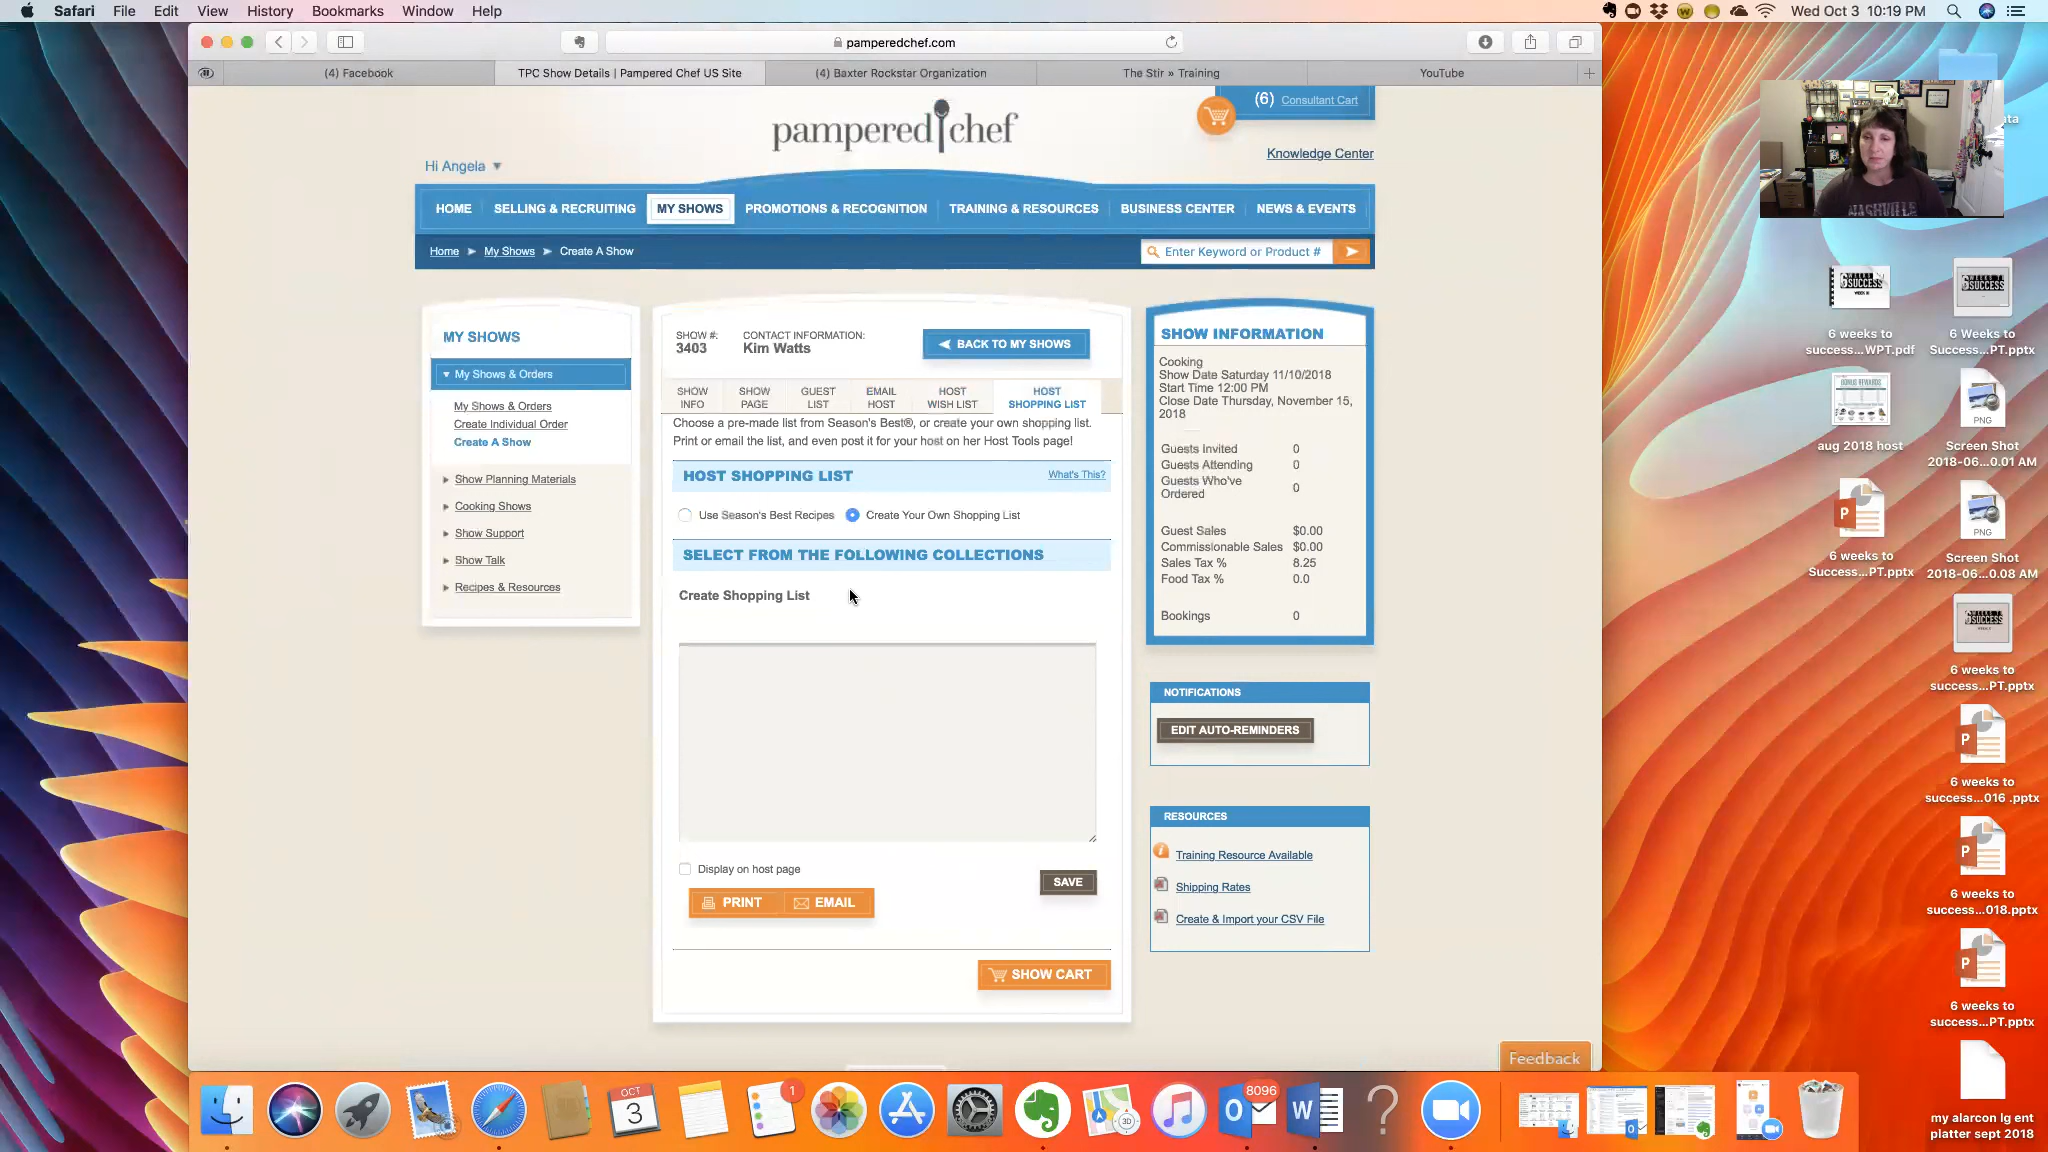 Safari File Edit View History Bookmarks Window Help
Wed Oct 3 10:19 PM
pamperedchef.com
(4) Facebook
TPC Show Details | Pampered Chef US Site
(4) Baxter Rockstar Organization
The Stir » Training
YouTube
pampered chef
(6) Consultant Cart
Knowledge Center
Hi Angela
HOME SELLING & RECRUITING MY SHOWS PROMOTIONS & RECOGNITION TRAINING & RESOURCES BUSINESS CENTER NEWS & EVENTS
Home My Shows Create A Show
Enter Keyword or Product #
MY SHOWS
My Shows & Orders
My Shows & Orders
Create Individual Order
Create A Show
Show Planning Materials
Cooking Shows
Show Support
Show Talk
Recipes & Resources
SHOW #:
3403
CONTACT INFORMATION:
Kim Watts
BACK TO MY SHOWS
SHOW INFO
SHOW PAGE
GUEST LIST
EMAIL HOST
HOST WISH LIST
HOST SHOPPING LIST
Choose a pre-made list from Season's Best®, or create your own shopping list.
Print or email the list, and even post it for your host on her Host Tools page!
HOST SHOPPING LIST
What's This?
Use Season's Best Recipes
Create Your Own Shopping List
SELECT FROM THE FOLLOWING COLLECTIONS
Create Shopping List
Display on host page
SAVE
PRINT EMAIL
SHOW CART
SHOW INFORMATION
Cooking
Show Date Saturday 11/10/2018
Start Time 12:00 PM
Close Date Thursday, November 15,
2018
Guests Invited 0
Guests Attending 0
Guests Who've
Ordered 0
Guest Sales $0.00
Commissionable Sales $0.00
Sales Tax % 8.25
Food Tax % 0.0
Bookings 0
NOTIFICATIONS
EDIT AUTO-REMINDERS
RESOURCES
Training Resource Available
Shipping Rates
Create & Import your CSV File
Feedback
NASHVILLE
ata
6 WEEKS TO
SUCCESS
6 weeks to
success...WPT.pdf
6 Weeks to
Success...PT.pptx
aug 2018 host
PNG
Screen Shot
2018-06...0.01 AM
P
6 weeks to
Success...PT.pptx
PNG
Screen Shot
2018-06...0.08 AM
6 weeks to
success...PT.pptx
P
6 weeks to
success...016 .pptx
P
6 weeks to
success...018.pptx
P
6 weeks to
success...PT.pptx
my alarcon lg ent
platter sept 2018
OCT
3
1
3D
8096
W